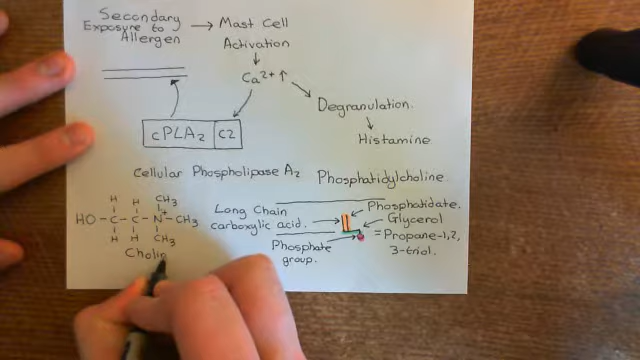 Secondary
Exposure to → Mast Cell
Allergen
Activation
Ca²⁺ ↑
Degranulation.
cPLA₂ C2
Histamine
Cellular Phospholipase A₂
Phosphatidylcholine.
H H CH₃
HO-C-C-N⁺-CH₃
H H CH₃
Cholin
Long Chain
carboxylic acid.
Phosphate
group.
Phosphatidate.
Glycerol
= Propane-1,2,
3-triol.